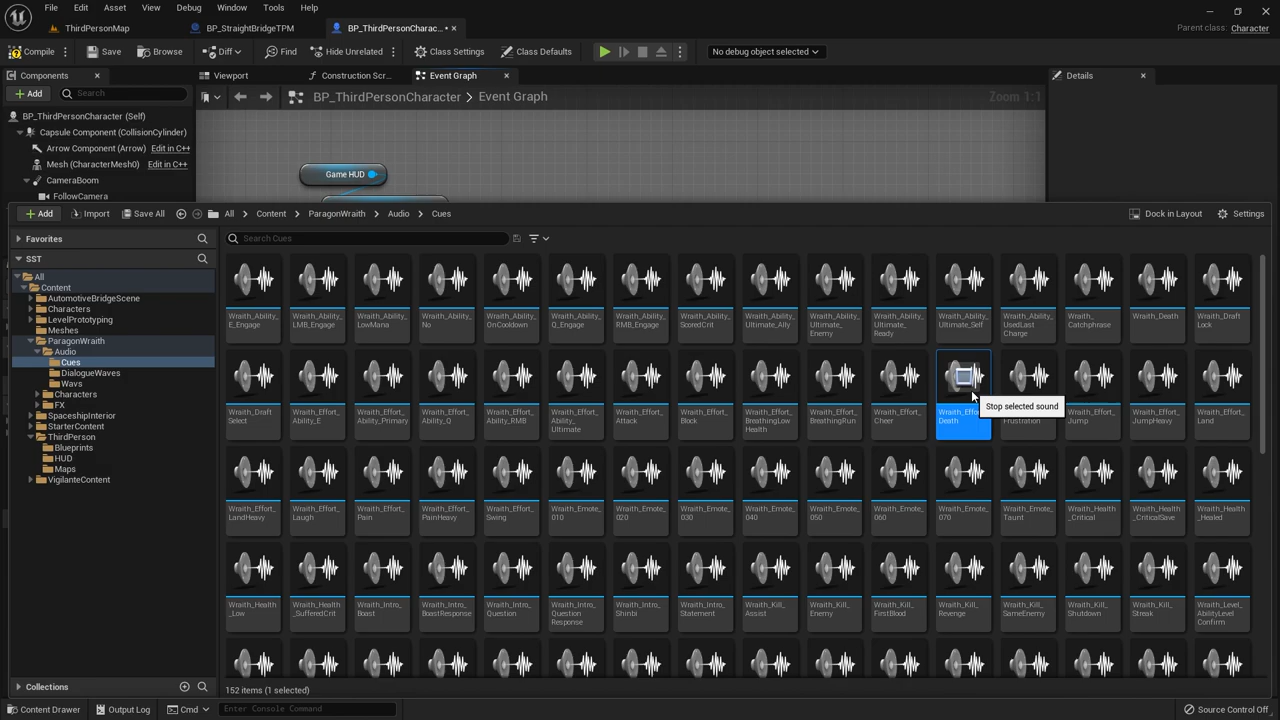 File Edit Asset View Debug Window Tools Help
ThirdPersonMap BP_StraightBridgeTPM BP_ThirdPersonCharac... Parent class: Character
Compile Save Browse Diff Find Hide Unrelated Class Settings Class Defaults No debug object selected
Components Viewport Construction Scr... Event Graph Details
Add Search BP_ThirdPersonCharacter > Event Graph Zoom 1:1
BP_ThirdPersonCharacter (Self)
Capsule Component (CollisionCylinder)
Arrow Component (Arrow) Edit in C++
Mesh (CharacterMesh0) Edit in C++
CameraBoom
FollowCamera
Game HUD
Add Import Save All All > Content > ParagonWraith > Audio > Cues Dock in Layout Settings
Favorites Search Cues
SST
All
Content
AutomotiveBridgeScene
Characters
LevelPrototyping
Meshes
ParagonWraith
Audio
Cues
DialogueWaves
Wavs
Characters
FX
SpaceshipInterior
StarterContent
ThirdPerson
Blueprints
HUD
Maps
VigilanteContent
Wraith_Ability_E_Engage
Wraith_Ability_LMB_Engage
Wraith_Ability_LowMana
Wraith_Ability_No
Wraith_Ability_OnCooldown
Wraith_Ability_Q_Engage
Wraith_Ability_RMB_Engage
Wraith_Ability_ScoredCrit
Wraith_Ability_Ultimate_Ally
Wraith_Ability_Ultimate_Enemy
Wraith_Ability_Ultimate_Ready
Wraith_Ability_Ultimate_Self
Wraith_Ability_UsedLast Charge
Wraith_Catchphrase
Wraith_Death
Wraith_Draft Lock
Wraith_Draft Select
Wraith_Effort_Ability_E
Wraith_Effort_Ability_Primary
Wraith_Effort_Ability_Q
Wraith_Effort_Ability_RMB
Wraith_Effort_Ability_Ultimate
Wraith_Effort_Attack
Wraith_Effort_Block
Wraith_Effort_BreathingLow Health
Wraith_Effort_BreathingRun
Wraith_Effort_Cheer
Wraith_Effo Death
Stop selected sound
Frustration
Wraith_Effort_Jump
Wraith_Effort_JumpHeavy
Wraith_Effort_Land
Wraith_Effort_LandHeavy
Wraith_Effort_Laugh
Wraith_Effort_Pain
Wraith_Effort_PainHeavy
Wraith_Effort_Swing
Wraith_Emote_010
Wraith_Emote_020
Wraith_Emote_030
Wraith_Emote_040
Wraith_Emote_050
Wraith_Emote_060
Wraith_Emote_070
Wraith_Emote_Taunt
Wraith_Health_Critical
Wraith_Health_CriticalSave
Wraith_Health_Healed
Wraith_Health_Low
Wraith_Health_SufferedCrit
Wraith_Intro_Boast
Wraith_Intro_BoastResponse
Wraith_Intro_Question
Wraith_Intro_Question Response
Wraith_Intro_Shinbi
Wraith_Intro_Statement
Wraith_Kill_Assist
Wraith_Kill_Enemy
Wraith_Kill_FirstBlood
Wraith_Kill_Revenge
Wraith_Kill_SameEnemy
Wraith_Kill_Shutdown
Wraith_Kill_Streak
Wraith_Level_AbilityLevel Confirm
Collections 152 items (1 selected)
Content Drawer Output Log Cmd Enter Console Command Source Control Off